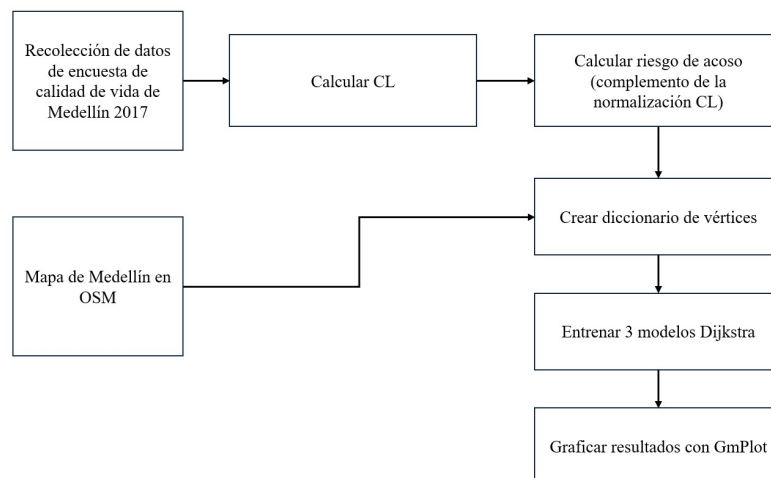 Recolección de datos
de encuesta de
calidad de vida de
Medellín 2017
Calcular CL
Calcular riesgo de acoso
(complemento de la
normalización CL)
Crear diccionario de vértices
Mapa de Medellín en
OSM
Entrenar 3 modelos Dijkstra
Graficar resultados con GmPlot